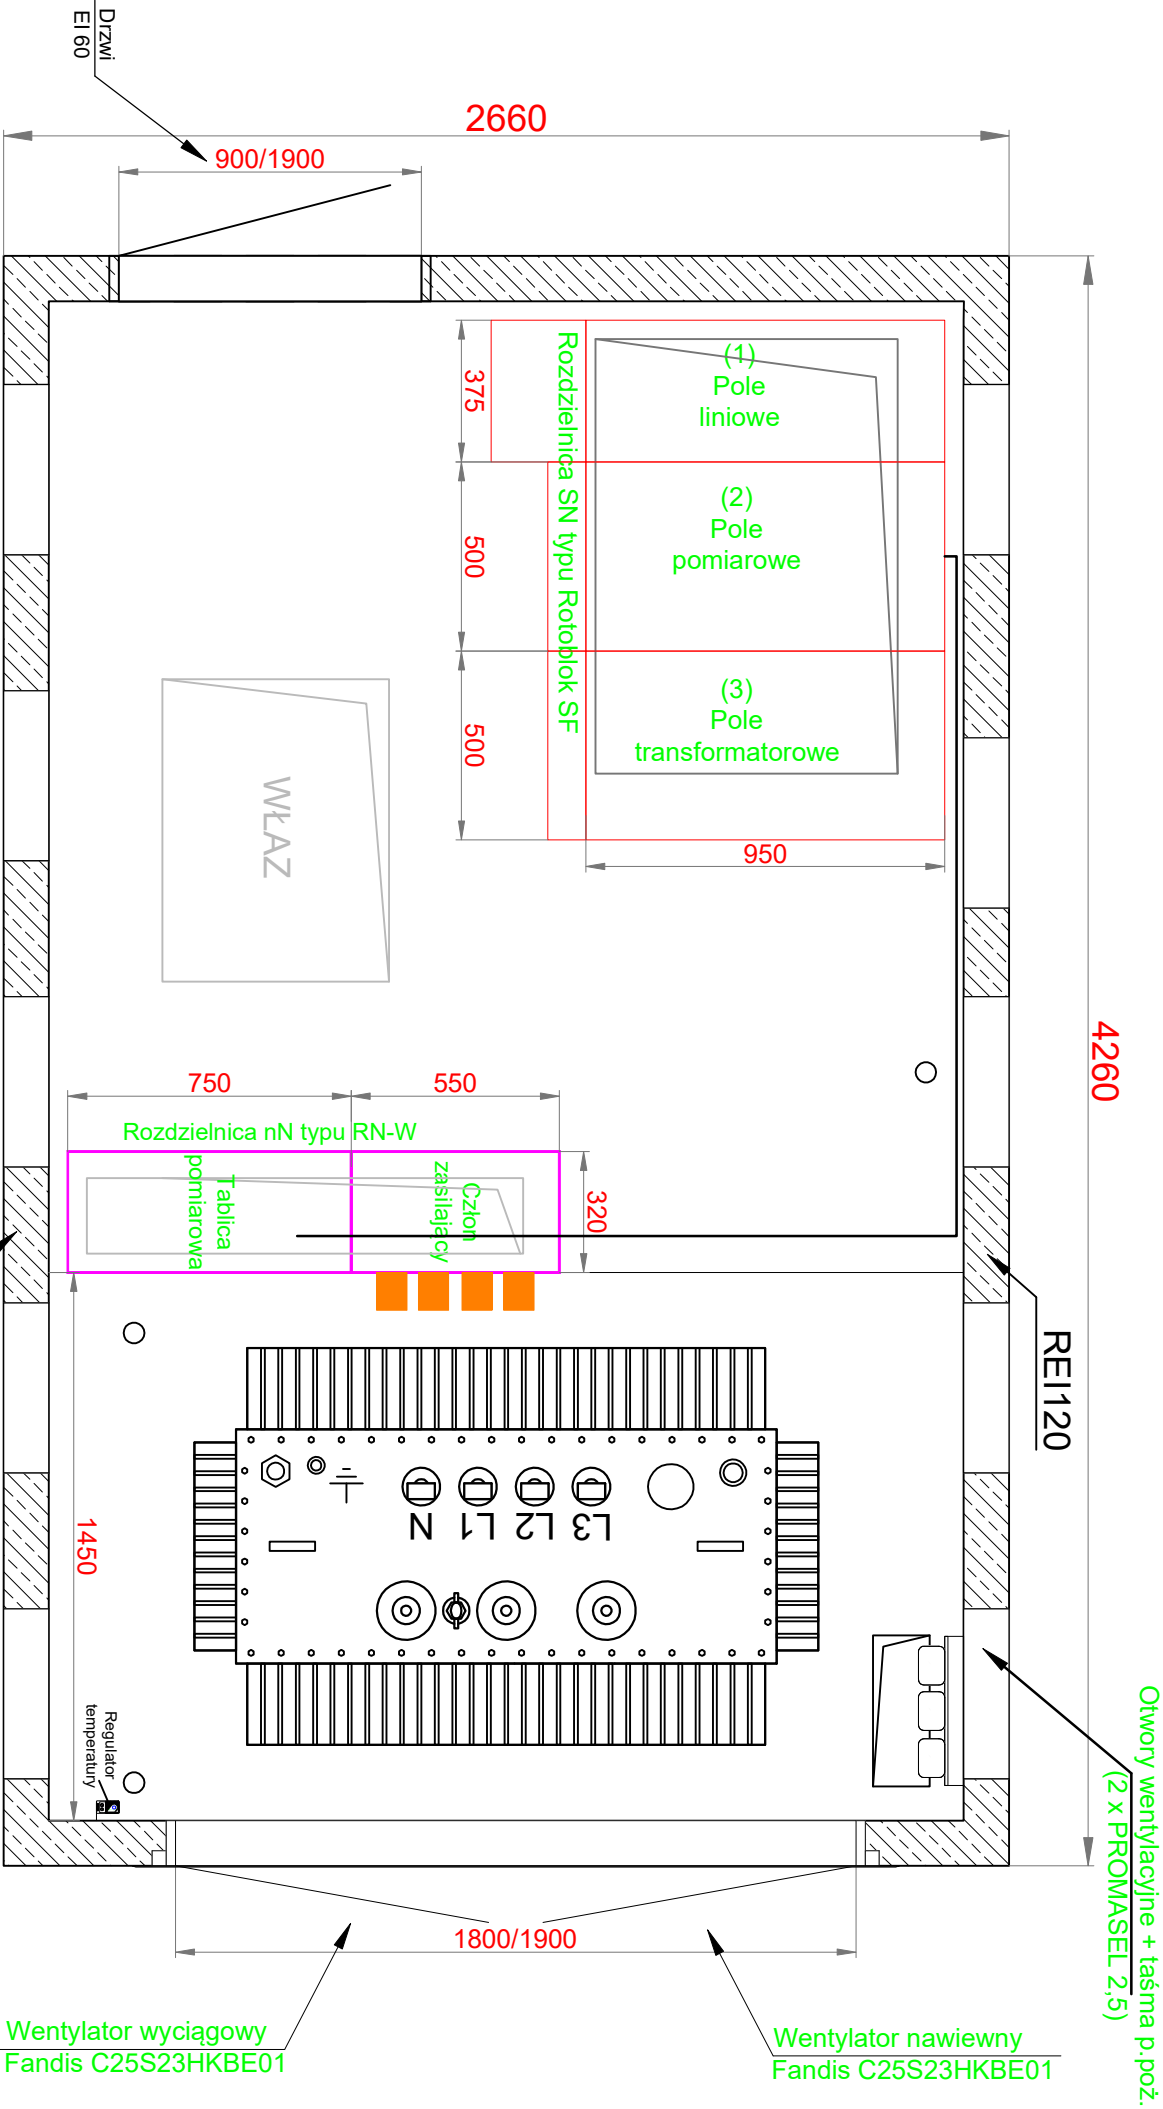 Drzwi
EI 60
2660
900/1900
(1)
Pole
liniowe
(2)
Pole
pomiarowe
(3)
Pole
transformatorowe
Rozdzielnica SN typu Rotoblok SF
375
500
500
950
WŁAZ
4260
750
550
Rozdzielnica nN typu RN-W
Tablica
pomiarowa
Człon
zasilający
320
REI120
1450
N
L1
L2
L3
Regulator
temperatury
Otwory wentylacyjne + taśma p.poż.
(2 x PROMASEL 2,5)
1800/1900
Wentylator wyciągowy
Fandis C25S23HKBE01
Wentylator nawiewny
Fandis C25S23HKBE01